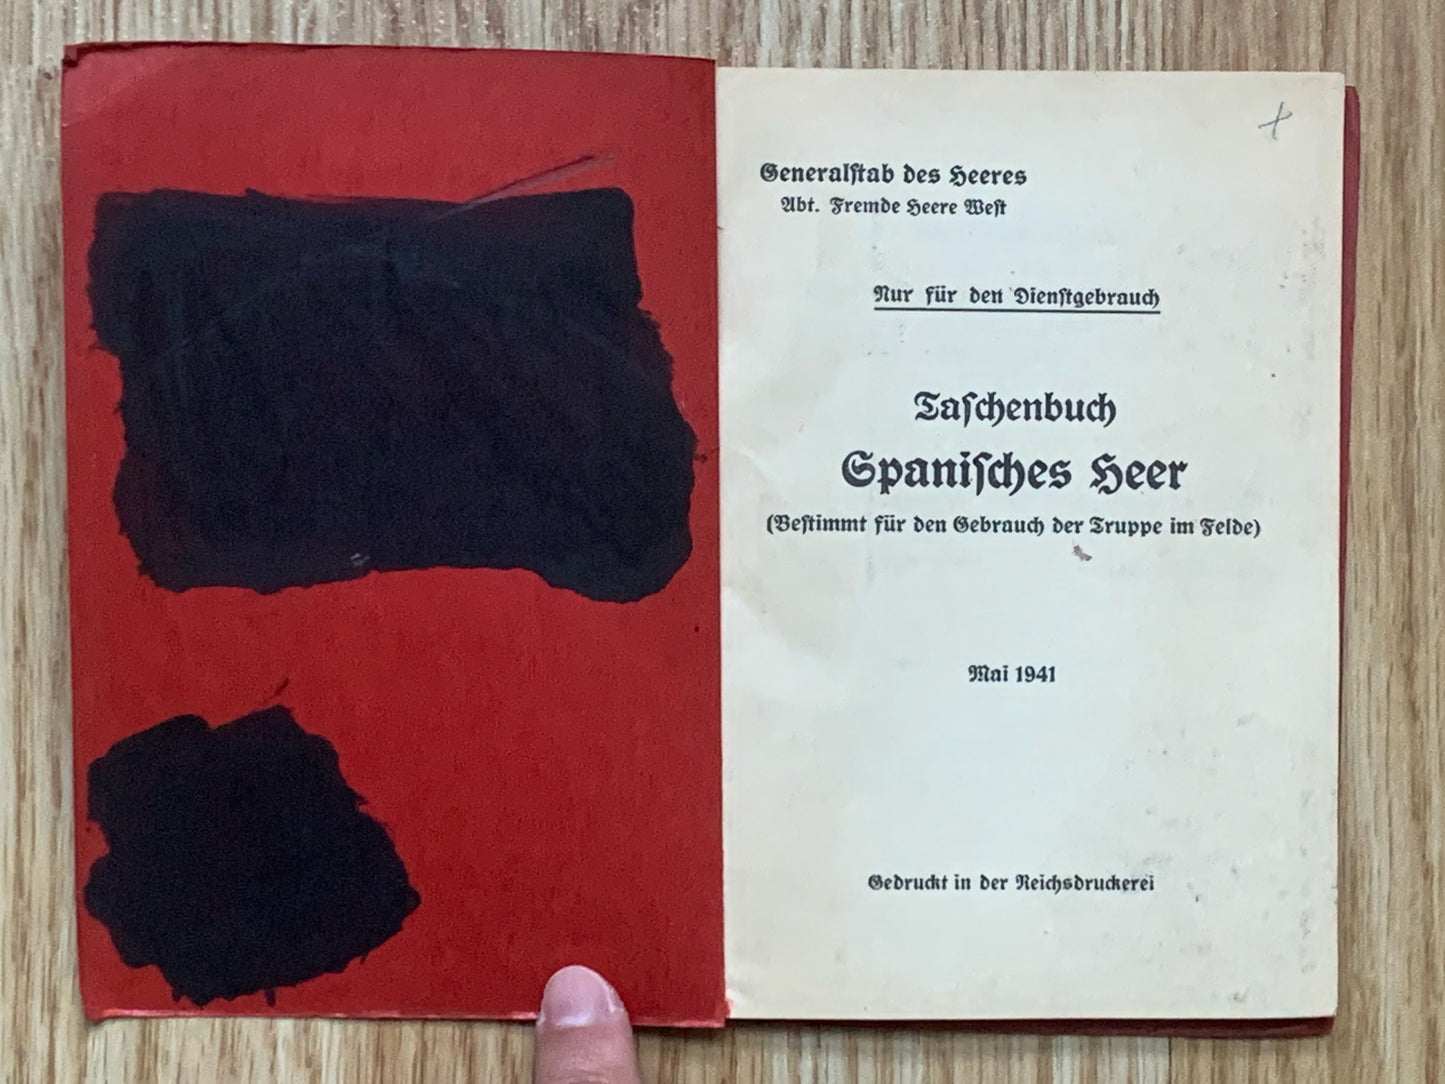 Generalstab des Heeres
Abt. Fremde Heere West
Nur für den Dienstgebrauch
Taschenbuch
Spanisches Heer
(Bestimmt für den Gebrauch der Truppe im Felde)
Mai 1941
Gedruckt in der Reichsdruckerei